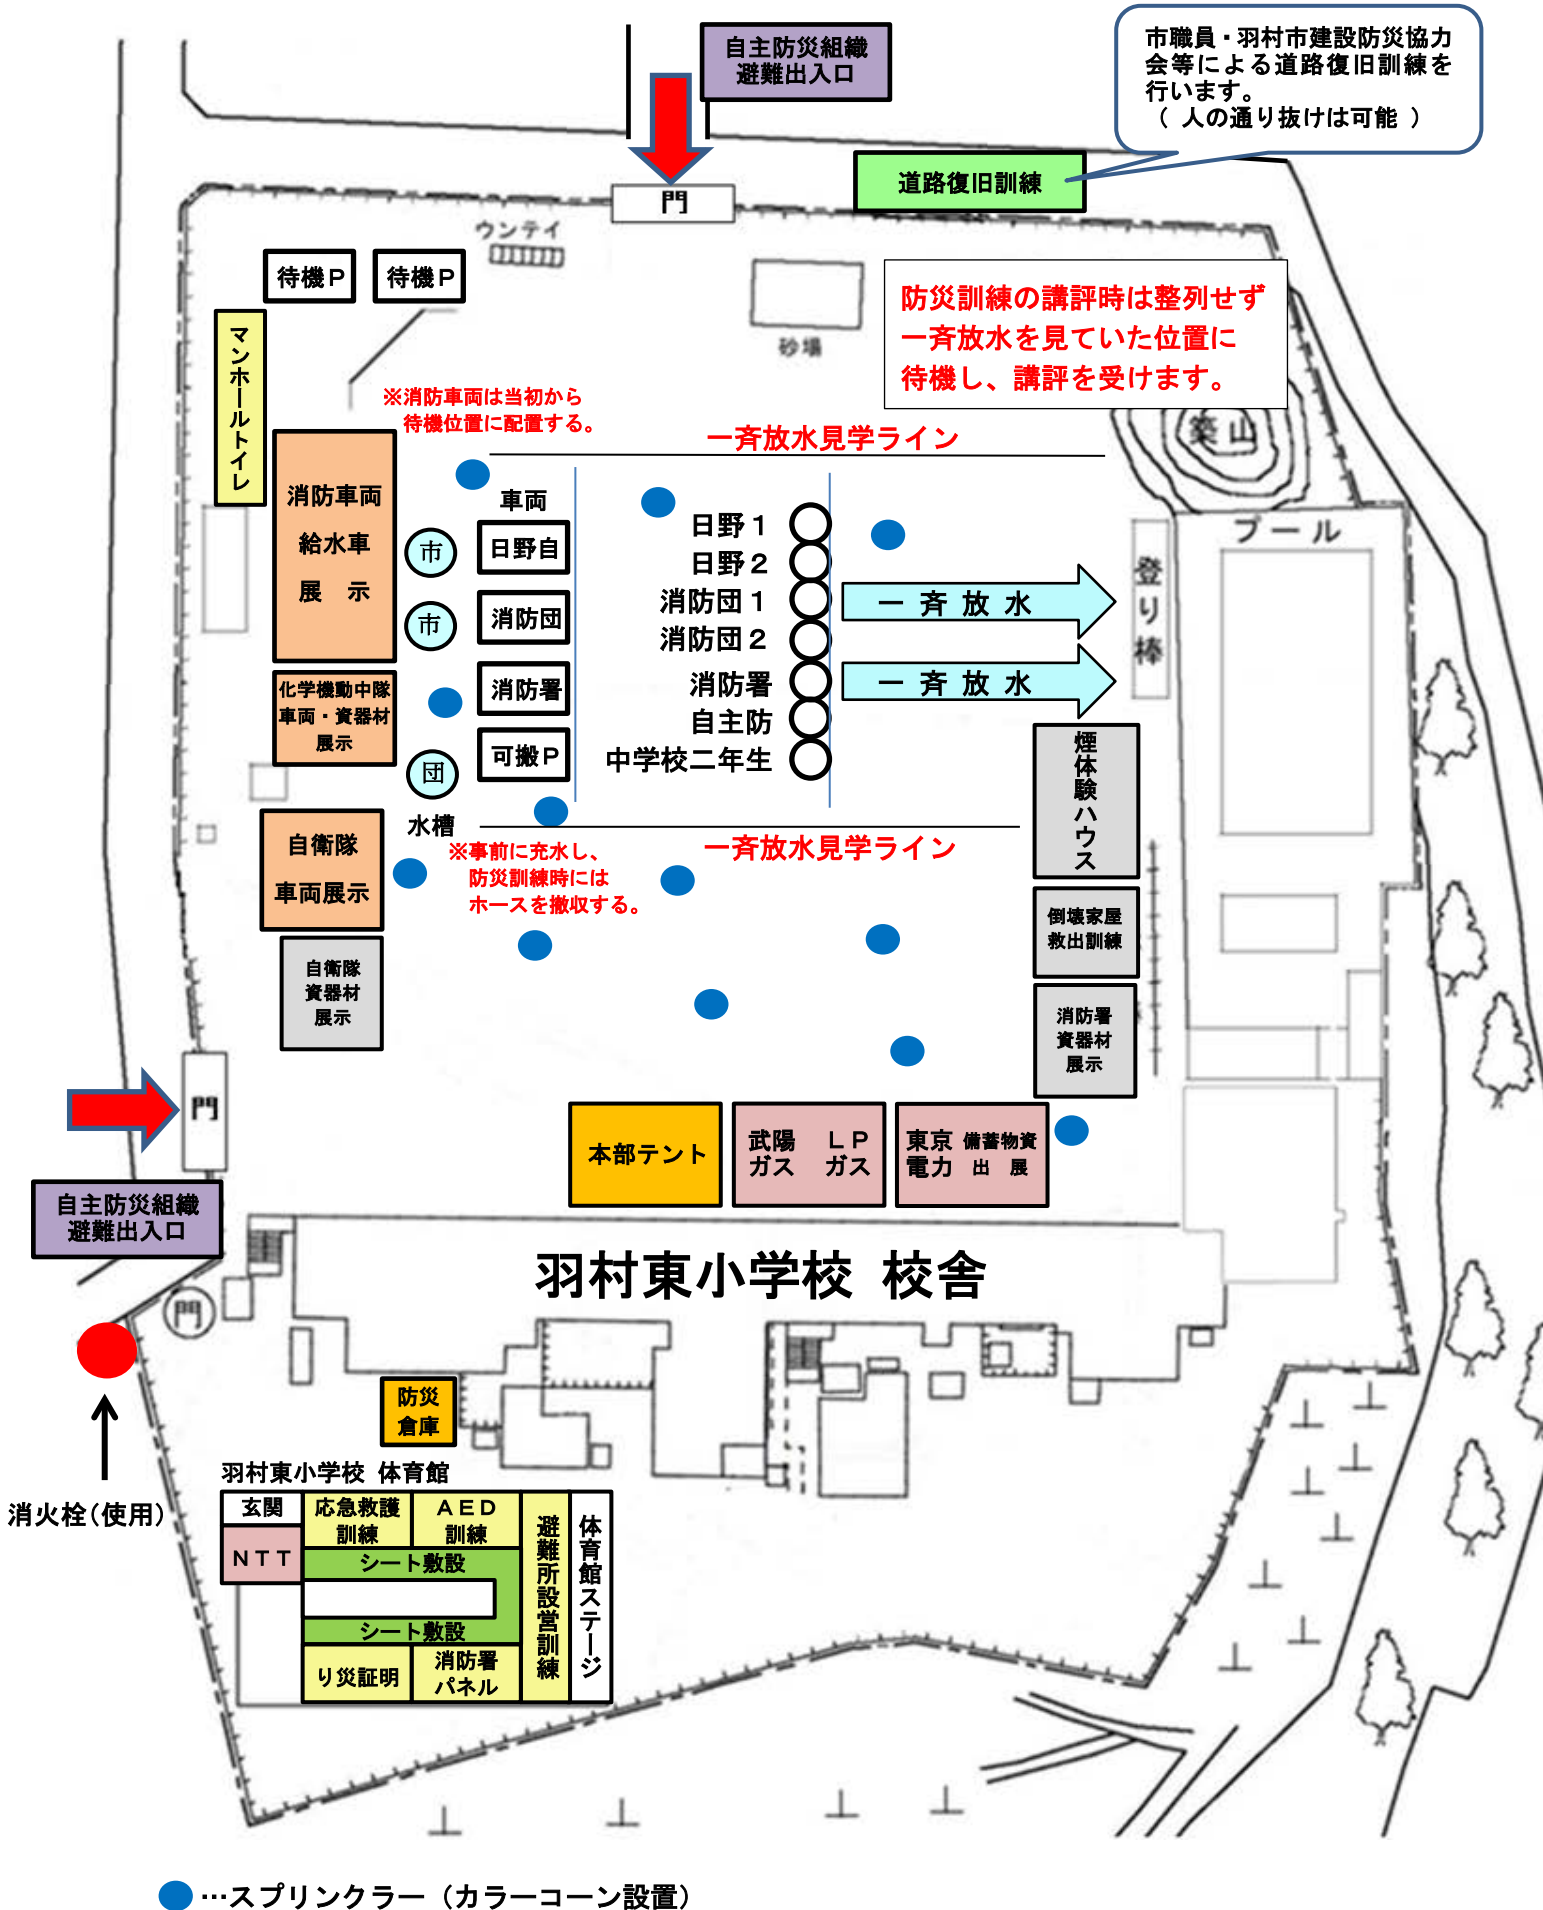 自主防災組織
避難出入口
市職員・羽村市建設防災協力
会等による道路復旧訓練を
行います。
（ 人の通り抜けは可能 ）
道路復旧訓練
門
ウンテイ
待機Ｐ
待機Ｐ
砂場
防災訓練の講評時は整列せず
一斉放水を見ていた位置に
待機し、講評を受けます。
マンホールトイレ
※消防車両は当初から
待機位置に配置する。
一斉放水見学ライン
築山
消防車両
給水車
展　示
車両
市
日野自
市
消防団
消防署
団
可搬Ｐ
水槽
日野１
日野２
消防団１
消防団２
消防署
自主防
中学校二年生
一 斉 放 水
一 斉 放 水
プール
登り棒
化学機動中隊
車両・資器材
展示
煙体験ハウス
自衛隊
車両展示
※事前に充水し、
防災訓練時には
ホースを撤収する。
一斉放水見学ライン
倒壊家屋
救出訓練
自衛隊
資器材
展示
消防署
資器材
展示
門
本部テント
武陽
ガス
ＬＰ
ガス
東京
電力
備蓄物資
出　展
自主防災組織
避難出入口
羽村東小学校 校舎
門
防災
倉庫
消火栓（使用）
羽村東小学校 体育館
玄関
応急救護
訓練
ＡＥＤ
訓練
避難所設営訓練
体育館ステージ
ＮＴＴ
シート敷設
シート敷設
り災証明
消防署
パネル
…スプリンクラー（カラーコーン設置）